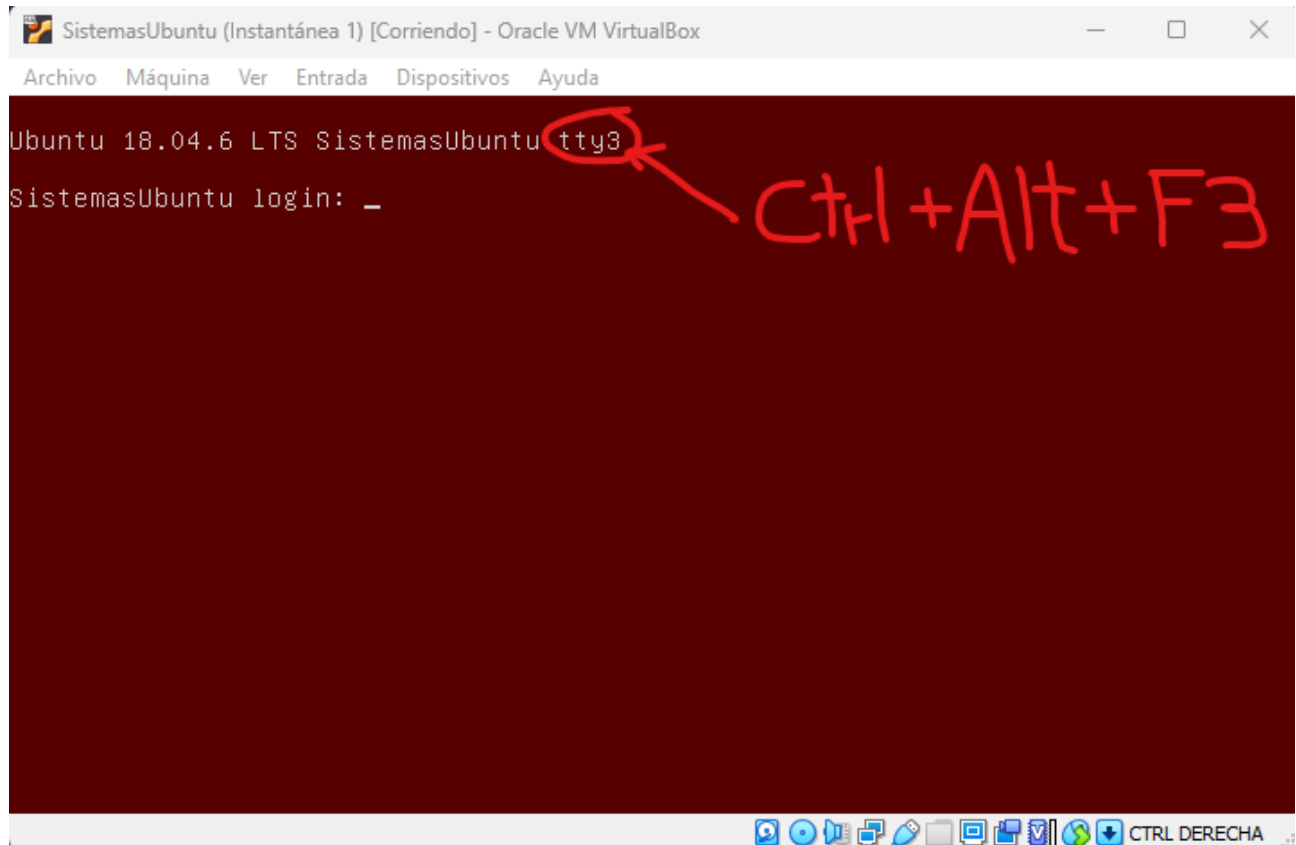 SistemasUbuntu (Instantánea 1) [Corriendo] - Oracle VM VirtualBox
Archivo Máquina Ver Entrada Dispositivos Ayuda
Ubuntu 18.04.6 LTS SistemasUbuntu tty3
SistemasUbuntu login: _
Ctrl+Alt+F3
CTRL DERECHA